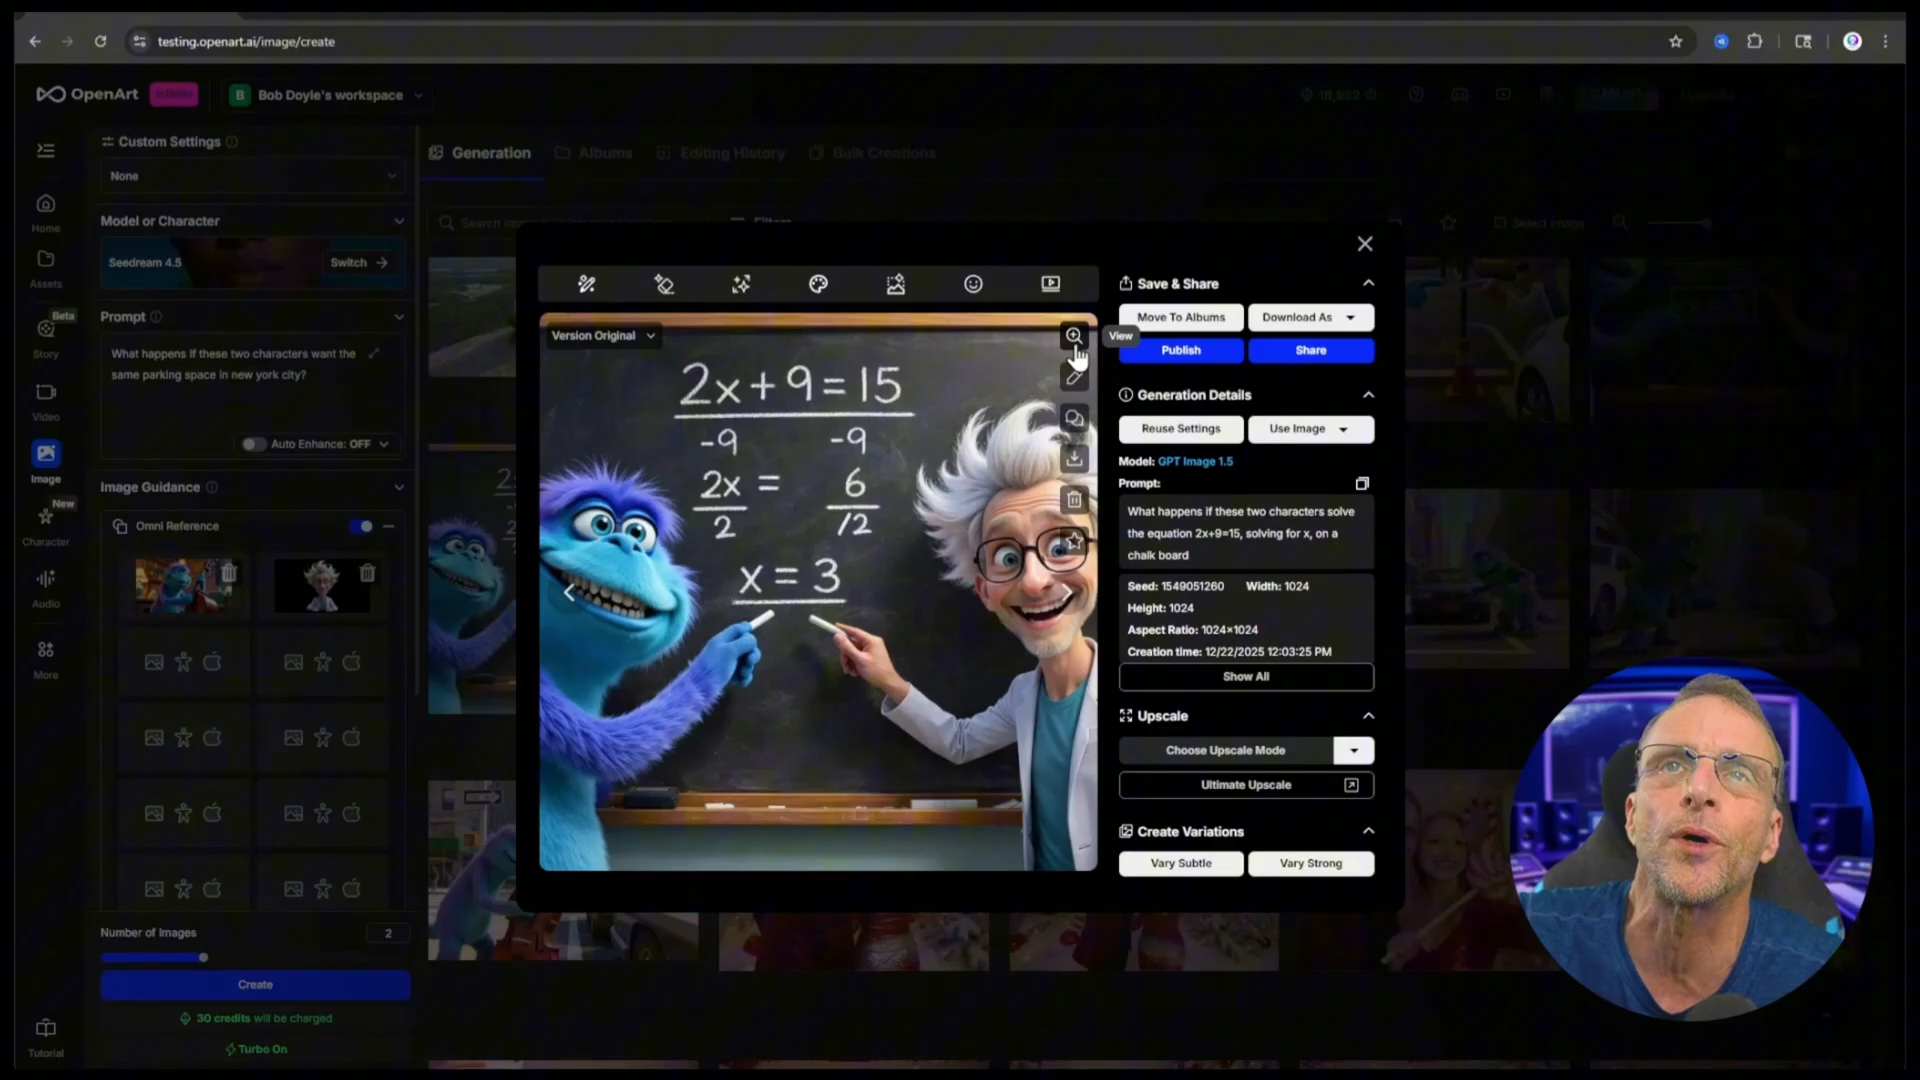 testing.openart.ai/image/create
OpenArt
Infinite
B Bob Doyle's workspace
18,952
Custom Settings
None
Model or Character
Seedream 4.5
Switch
Prompt
What happens if these two characters want the
same parking space in new york city?
Auto Enhance: OFF
Image Guidance
Omni Reference
Number of Images
2
Create
30 credits will be charged
Turbo On
Home
Assets
Beta
Story
Video
Image
New
Character
Audio
More
Tutorial
Generation
Albums
Editing History
Bulk Creations
Filters
Select Image
Version Original
View
2x+9=15
-9 -9
2x = 6
2 /2
x = 3
Save & Share
Move To Albums
Download As
Publish
Share
Generation Details
Reuse Settings
Use Image
Model: GPT Image 1.5
Prompt:
What happens if these two characters solve
the equation 2x+9=15, solving for x, on a
chalk board
Seed: 1549051260 Width: 1024
Height: 1024
Aspect Ratio: 1024×1024
Creation time: 12/22/2025 12:03:25 PM
Show All
Upscale
Choose Upscale Mode
Ultimate Upscale
Create Variations
Vary Subtle
Vary Strong